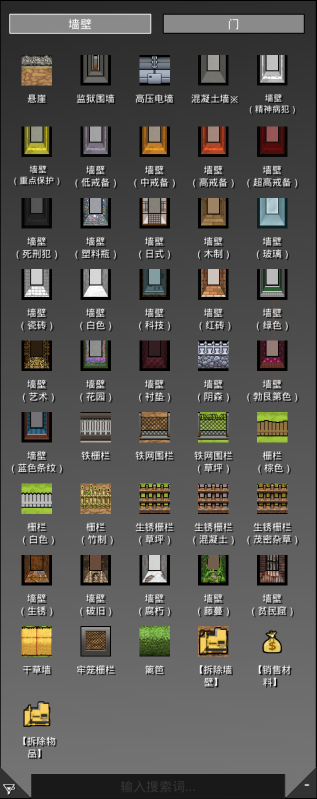 墙壁 门
悬崖 监狱围墙 高压电墙 混凝土墙※ 墙壁
（精神病犯）
墙壁 墙壁 墙壁 墙壁 墙壁
（重点保护） （低戒备） （中戒备） （高戒备） （超高戒备）
墙壁 墙壁 墙壁 墙壁 墙壁
（死刑犯） （塑料瓶） （日式） （木制） （玻璃）
墙壁 墙壁 墙壁 墙壁 墙壁
（瓷砖） （白色） （科技） （红砖） （绿色）
墙壁 墙壁 墙壁 墙壁 墙壁
（艺术） （花园） （衬垫） （阴森） （勃艮第色）
墙壁 铁栅栏 铁网围栏 铁网围栏 栅栏
（蓝色条纹） （草坪） （棕色）
栅栏 栅栏 生锈栅栏 生锈栅栏 生锈栅栏
（白色） （竹制） （草坪） （混凝土） （茂密杂草）
墙壁 墙壁 墙壁 墙壁 墙壁
（生锈） （破旧） （腐朽） （藤蔓） （贫民窟）
干草墙 牢笼栅栏 篱笆 【拆除墙 【销售材
壁】 料】
【拆除物
品】
输入搜索词...